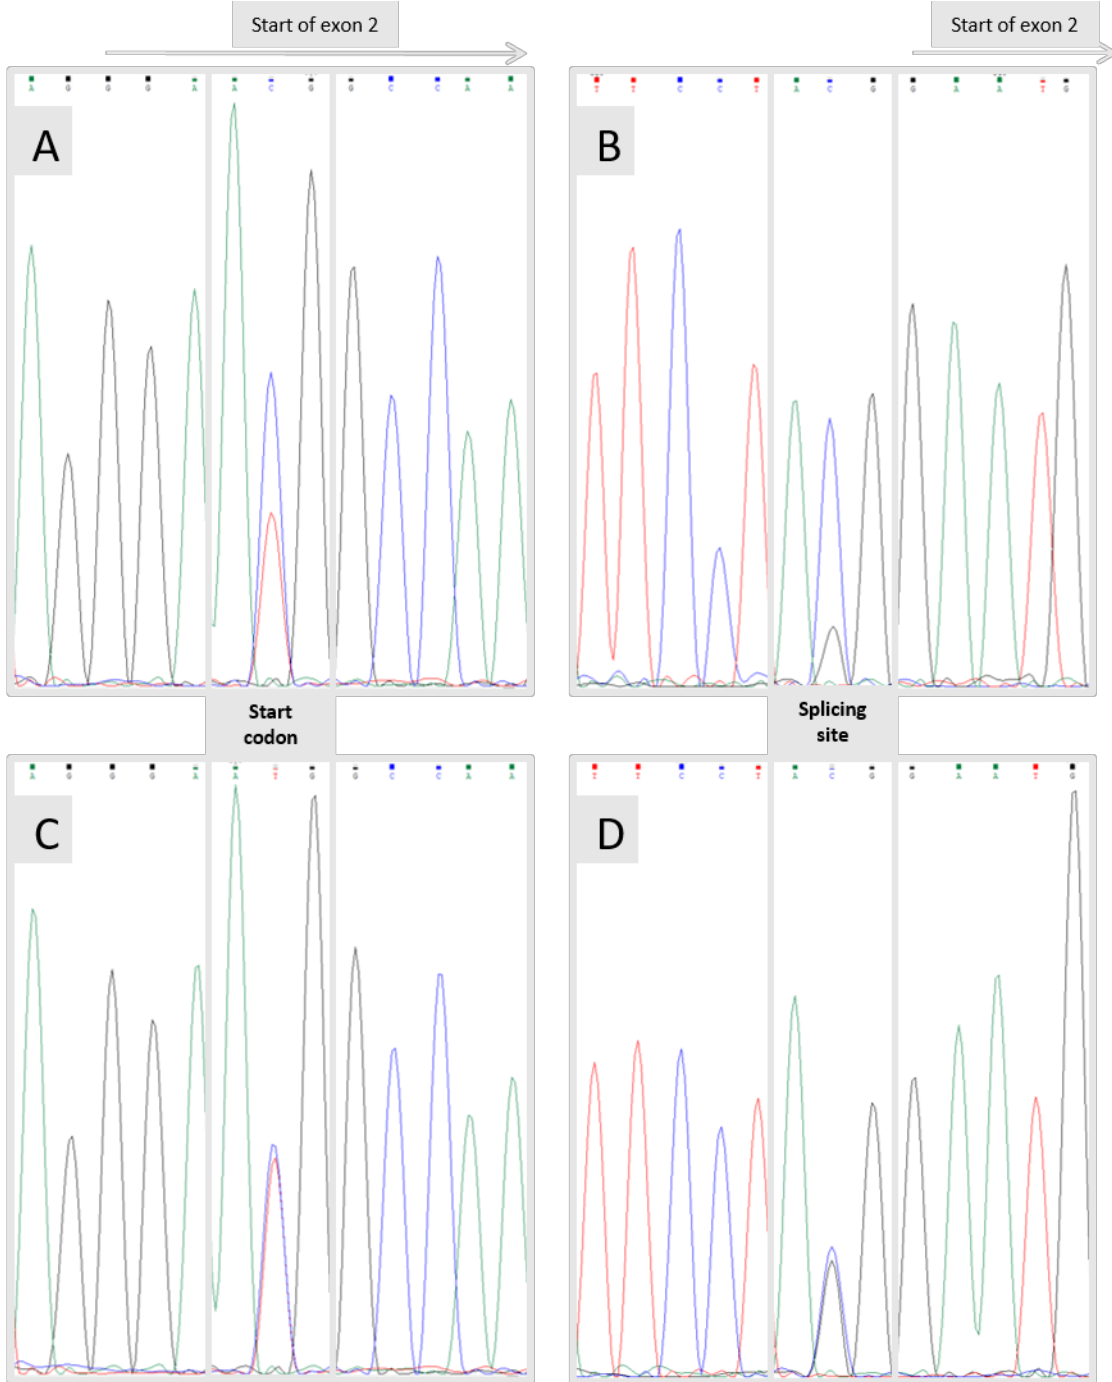 Start of exon 2
Start of exon 2
A G G G A A C G G C C A A
T T C C T A C G G A A T G
A
B
Start
codon
Splicing
site
A G G G A A T G G C C A A
T T C C T A C G G A A T G
C
D